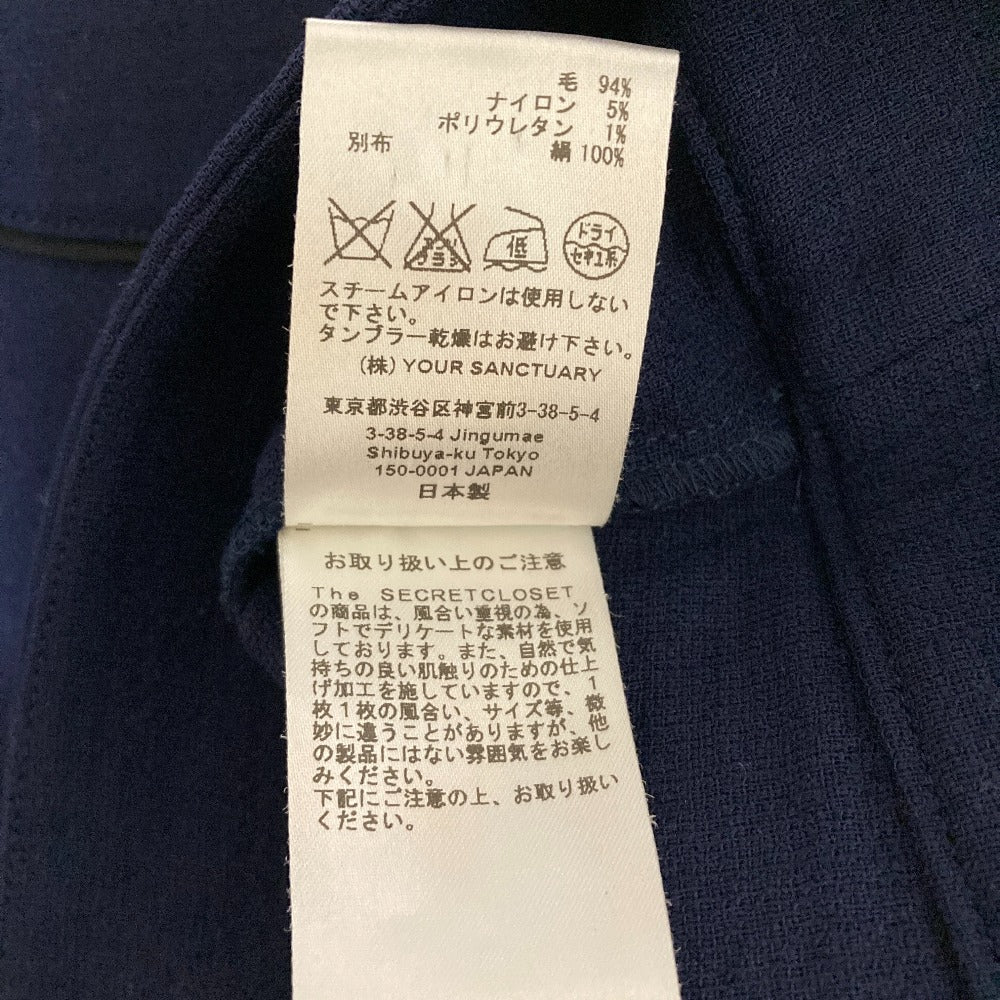 毛 94%
ナイロン 5%
ポリウレタン 1%
別布 絹 100%
エンソ
ブラシ
低
ドライ
セキユ系
スチームアイロンは使用しない
で下さい。
タンブラー乾燥はお避け下さい。
(株) YOUR SANCTUARY
東京都渋谷区神宮前3-38-5-4
3-38-5-4 Jingumae
Shibuya-ku Tokyo
150-0001 JAPAN
日本製
お取り扱い上のご注意
The SECRETCLOSET
の商品は、風合い重視の為、ソ
フトでデリケートな素材を使用
しております。また、自然で気
持ちの良い肌触りのための仕上
げ加工を施していますので、1
枚1枚の風合い、サイズ等、微
妙に違うことがありますが、他
の製品にはない雰囲気をお楽し
みください。
下記にご注意の上、お取り扱い
ください。